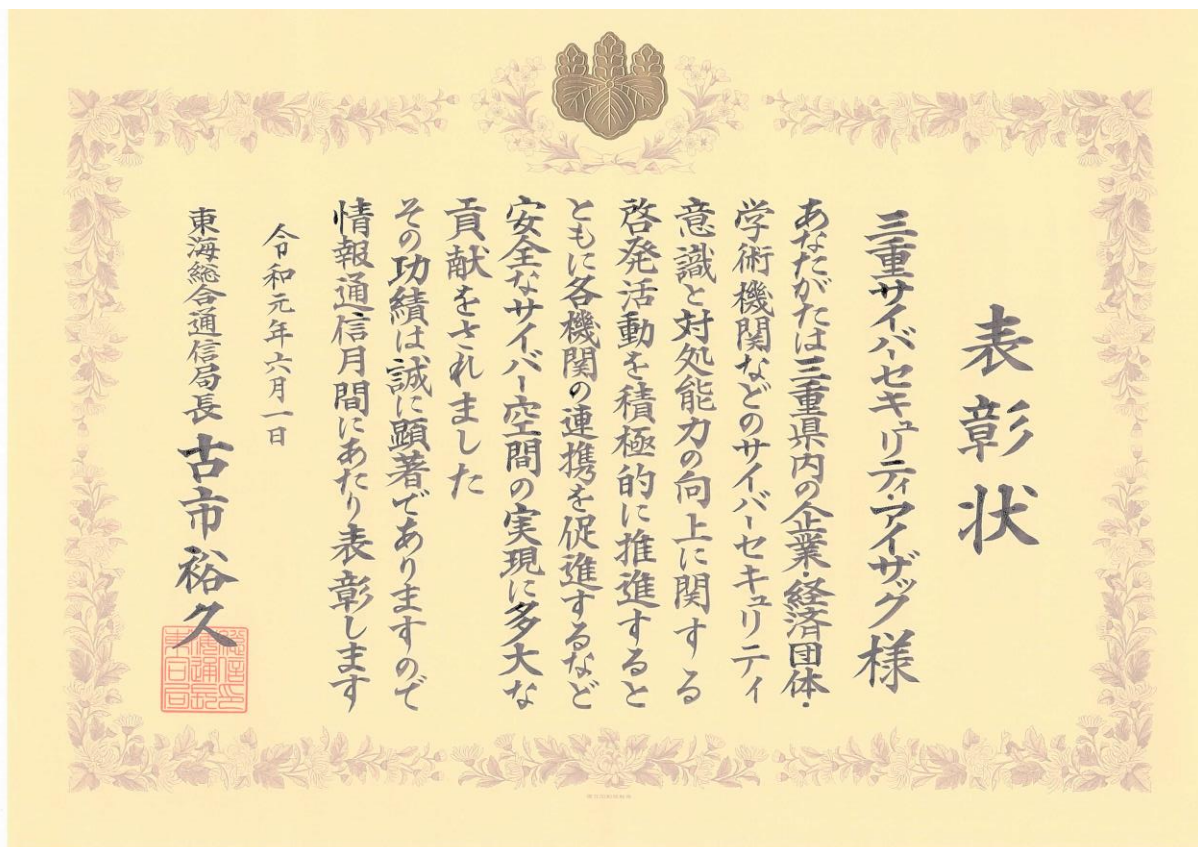 表彰状
三重サイバーセキュリティ・アイザック様
あなたがたは三重県内の企業・経済団体・
学術機関などのサイバーセキュリティ
意識と対処能力の向上に関する
啓発活動を積極的に推進すると
ともに各機関の連携を促進するなど
安全なサイバー空間の実現に多大な
貢献をされました
その功績は誠に顕著でありますので
情報通信月間にあたり表彰します
令和元年六月一日
東海総合通信局長 古市裕久